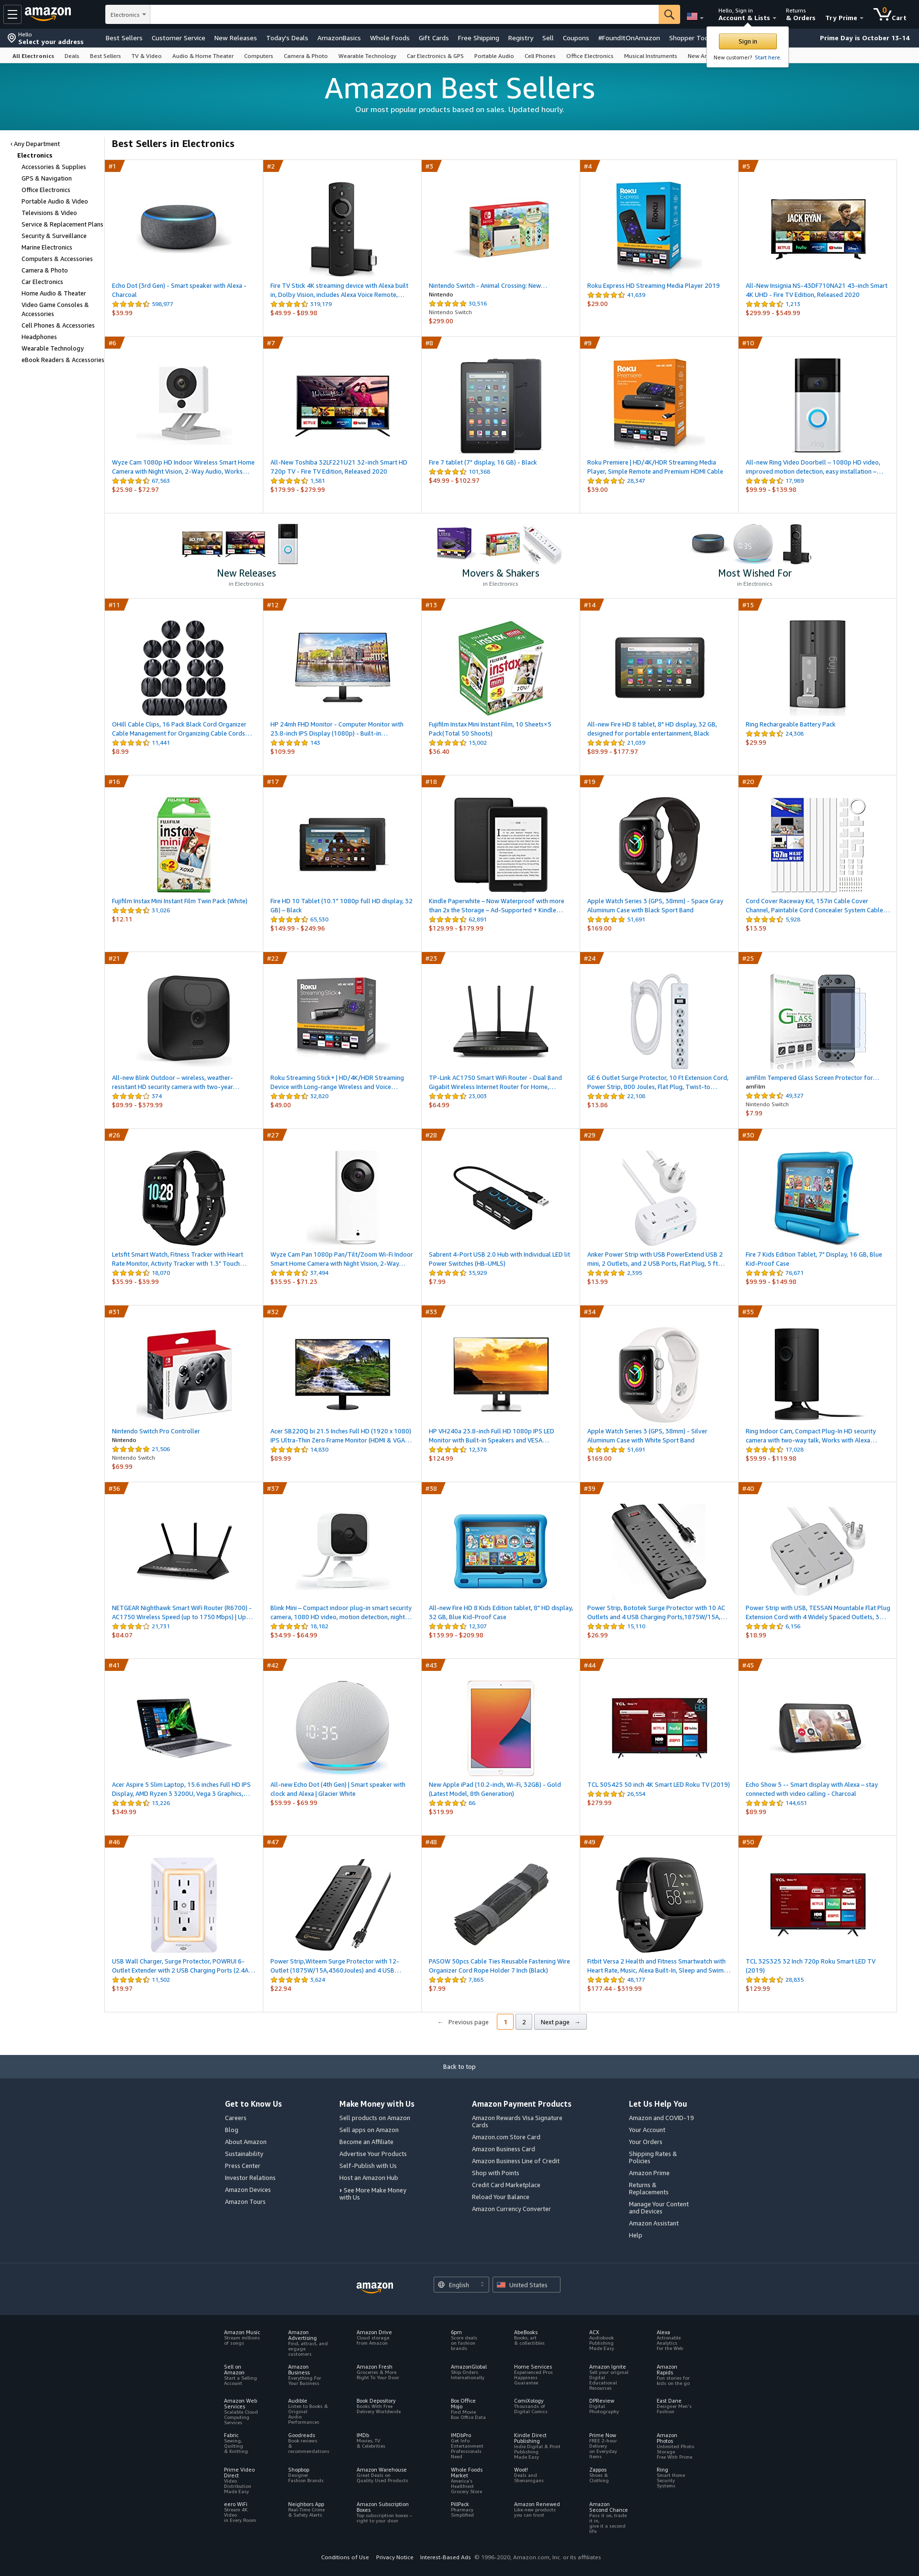 amazon
Electronics
Hello, Sign in
Account & Lists
Returns
& Orders
Try Prime
0
Cart
Hello
Select your address
Best Sellers Customer Service New Releases Today's Deals AmazonBasics Whole Foods Gift Cards Free Shipping Registry Sell Coupons #FoundItOnAmazon Shopper
Prime Day is October 13-14
Sign in
New customer? Start here.
All Electronics Deals Best Sellers TV & Video Audio & Home Theater Computers Camera & Photo Wearable Technology Car Electronics & GPS Portable Audio Cell Phones Office Electronics Musical Instruments New
Amazon Best Sellers
Our most popular products based on sales. Updated hourly.
‹ Any Department
Electronics
Accessories & Supplies
GPS & Navigation
Office Electronics
Portable Audio & Video
Televisions & Video
Service & Replacement Plans
Security & Surveillance
Marine Electronics
Computers & Accessories
Camera & Photo
Car Electronics
Home Audio & Theater
Video Game Consoles &
Accessories
Cell Phones & Accessories
Headphones
Wearable Technology
eBook Readers & Accessories
Best Sellers in Electronics
#1
Echo Dot (3rd Gen) - Smart speaker with Alexa -
Charcoal
598,977
$39.99
#2
Fire TV Stick 4K streaming device with Alexa built
in, Dolby Vision, includes Alexa Voice Remote,…
319,179
$49.99 - $89.98
#3
Nintendo Switch - Animal Crossing: New…
Nintendo
30,516
Nintendo Switch
$299.00
#4
Roku Express HD Streaming Media Player 2019
41,639
$29.00
#5
All-New Insignia NS-43DF710NA21 43-inch Smart
4K UHD - Fire TV Edition, Released 2020
1,213
$299.99 - $549.99
#6
Wyze Cam 1080p HD Indoor Wireless Smart Home
Camera with Night Vision, 2-Way Audio, Works…
67,563
$25.98 - $72.97
#7
All-New Toshiba 32LF221U21 32-inch Smart HD
720p TV - Fire TV Edition, Released 2020
1,581
$179.99 - $279.99
#8
Fire 7 tablet (7" display, 16 GB) - Black
101,368
$49.99 - $102.97
#9
Roku Premiere | HD/4K/HDR Streaming Media
Player, Simple Remote and Premium HDMI Cable
28,347
$39.00
#10
All-new Ring Video Doorbell – 1080p HD video,
improved motion detection, easy installation –…
17,989
$99.99 - $139.98
New Releases
in Electronics
Movers & Shakers
in Electronics
Most Wished For
in Electronics
#11
OHill Cable Clips, 16 Pack Black Cord Organizer
Cable Management for Organizing Cable Cords…
11,441
$8.99
#12
HP 24mh FHD Monitor - Computer Monitor with
23.8-inch IPS Display (1080p) - Built-in…
143
$109.99
#13
Fujifilm Instax Mini Instant Film, 10 Sheets×5
Pack(Total 50 Shoots)
15,002
$36.40
#14
All-new Fire HD 8 tablet, 8" HD display, 32 GB,
designed for portable entertainment, Black
21,039
$89.99 - $177.97
#15
Ring Rechargeable Battery Pack
24,308
$29.99
#16
Fujifilm Instax Mini Instant Film Twin Pack (White)
31,026
$12.11
#17
Fire HD 10 Tablet (10.1" 1080p full HD display, 32
GB) – Black
65,530
$149.99 - $249.96
#18
Kindle Paperwhite – Now Waterproof with more
than 2x the Storage – Ad-Supported + Kindle…
62,891
$129.99 - $179.99
#19
Apple Watch Series 3 (GPS, 38mm) - Space Gray
Aluminum Case with Black Sport Band
51,691
$169.00
#20
Cord Cover Raceway Kit, 157in Cable Cover
Channel, Paintable Cord Concealer System Cable…
5,928
$13.59
#21
All-new Blink Outdoor – wireless, weather-
resistant HD security camera with two-year…
374
$89.99 - $379.99
#22
Roku Streaming Stick+ | HD/4K/HDR Streaming
Device with Long-range Wireless and Voice…
32,820
$49.00
#23
TP-Link AC1750 Smart WiFi Router - Dual Band
Gigabit Wireless Internet Router for Home,…
23,003
$64.99
#24
GE 6 Outlet Surge Protector, 10 Ft Extension Cord,
Power Strip, 800 Joules, Flat Plug, Twist-to…
22,108
$13.86
#25
amFilm Tempered Glass Screen Protector for…
amFilm
49,327
Nintendo Switch
$7.99
#26
Letsfit Smart Watch, Fitness Tracker with Heart
Rate Monitor, Activity Tracker with 1.3" Touch…
18,070
$35.99 - $39.99
#27
Wyze Cam Pan 1080p Pan/Tilt/Zoom Wi-Fi Indoor
Smart Home Camera with Night Vision, 2-Way…
37,494
$35.95 - $71.23
#28
Sabrent 4-Port USB 2.0 Hub with Individual LED lit
Power Switches (HB-UMLS)
33,929
$7.99
#29
Anker Power Strip with USB PowerExtend USB 2
mini, 2 Outlets, and 2 USB Ports, Flat Plug, 5 ft…
2,395
$13.99
#30
Fire 7 Kids Edition Tablet, 7" Display, 16 GB, Blue
Kid-Proof Case
76,671
$99.99 - $149.98
#31
Nintendo Switch Pro Controller
Nintendo
21,506
Nintendo Switch
$69.99
#32
Acer SB220Q bi 21.5 Inches Full HD (1920 x 1080)
IPS Ultra-Thin Zero Frame Monitor (HDMI & VGA…
14,830
$89.99
#33
HP VH240a 23.8-inch Full HD 1080p IPS LED
Monitor with Built-in Speakers and VESA…
12,378
$124.99
#34
Apple Watch Series 3 (GPS, 38mm) - Silver
Aluminum Case with White Sport Band
51,691
$169.00
#35
Ring Indoor Cam, Compact Plug-In HD security
camera with two-way talk, Works with Alexa…
17,028
$59.99 - $119.98
#36
NETGEAR Nighthawk Smart WiFi Router (R6700) -
AC1750 Wireless Speed (up to 1750 Mbps) | Up…
21,731
$84.07
#37
Blink Mini – Compact indoor plug-in smart security
camera, 1080 HD video, motion detection, night…
18,182
$34.99 - $64.99
#38
All-new Fire HD 8 Kids Edition tablet, 8" HD display,
32 GB, Blue Kid-Proof Case
12,307
$139.99 - $209.98
#39
Power Strip, Bototek Surge Protector with 10 AC
Outlets and 4 USB Charging Ports,1875W/15A,…
15,110
$26.99
#40
Power Strip with USB, TESSAN Mountable Flat Plug
Extension Cord with 4 Widely Spaced Outlets, 3…
6,156
$18.99
#41
Acer Aspire 5 Slim Laptop, 15.6 inches Full HD IPS
Display, AMD Ryzen 3 3200U, Vega 3 Graphics,…
13,226
$349.99
#42
All-new Echo Dot (4th Gen) | Smart speaker with
clock and Alexa | Glacier White
$59.99 - $69.99
#43
New Apple iPad (10.2-inch, Wi-Fi, 32GB) - Gold
(Latest Model, 8th Generation)
86
$319.99
#44
TCL 50S425 50 inch 4K Smart LED Roku TV (2019)
26,554
$279.99
#45
Echo Show 5 -- Smart display with Alexa – stay
connected with video calling - Charcoal
144,651
$89.99
#46
USB Wall Charger, Surge Protector, POWRUI 6-
Outlet Extender with 2 USB Charging Ports (2.4A…
11,502
$19.97
#47
Power Strip,Witeem Surge Protector with 12-
Outlet (1875W/15A,4360Joules) and 4 USB…
3,624
$22.94
#48
PASOW 50pcs Cable Ties Reusable Fastening Wire
Organizer Cord Rope Holder 7 Inch (Black)
7,865
$7.99
#49
Fitbit Versa 2 Health and Fitness Smartwatch with
Heart Rate, Music, Alexa Built-In, Sleep and Swim…
48,177
$177.44 - $319.99
#50
TCL 32S325 32 Inch 720p Roku Smart LED TV
(2019)
28,835
$129.99
← Previous page 1 2 Next page →
Back to top
Get to Know Us
Careers
Blog
About Amazon
Sustainability
Press Center
Investor Relations
Amazon Devices
Amazon Tours
Make Money with Us
Sell products on Amazon
Sell apps on Amazon
Become an Affiliate
Advertise Your Products
Self-Publish with Us
Host an Amazon Hub
› See More Make Money
with Us
Amazon Payment Products
Amazon Rewards Visa Signature
Cards
Amazon.com Store Card
Amazon Business Card
Amazon Business Line of Credit
Shop with Points
Credit Card Marketplace
Reload Your Balance
Amazon Currency Converter
Let Us Help You
Amazon and COVID-19
Your Account
Your Orders
Shipping Rates &
Policies
Amazon Prime
Returns &
Replacements
Manage Your Content
and Devices
Amazon Assistant
Help
amazon
English
United States
Amazon Music
Stream millions
of songs
Amazon
Advertising
Find, attract, and
engage
customers
Amazon Drive
Cloud storage
from Amazon
6pm
Score deals
on fashion
brands
AbeBooks
Books, art
& collectibles
ACX
Audiobook
Publishing
Made Easy
Alexa
Actionable
Analytics
for the Web
Sell on
Amazon
Start a Selling
Account
Amazon
Business
Everything For
Your Business
Amazon Fresh
Groceries & More
Right To Your Door
AmazonGlobal
Ship Orders
Internationally
Home Services
Experienced Pros
Happiness
Guarantee
Amazon Ignite
Sell your original
Digital
Educational
Resources
Amazon
Rapids
Fun stories for
kids on the go
Amazon Web
Services
Scalable Cloud
Computing
Services
Audible
Listen to Books &
Original
Audio
Performances
Book Depository
Books With Free
Delivery Worldwide
Box Office
Mojo
Find Movie
Box Office Data
ComiXology
Thousands of
Digital Comics
DPReview
Digital
Photography
East Dane
Designer Men's
Fashion
Fabric
Sewing,
Quilting
& Knitting
Goodreads
Book reviews
&
recommendations
IMDb
Movies, TV
& Celebrities
IMDbPro
Get Info
Entertainment
Professionals
Need
Kindle Direct
Publishing
Indie Digital & Print
Publishing
Made Easy
Prime Now
FREE 2-hour
Delivery
on Everyday
Items
Amazon
Photos
Unlimited Photo
Storage
Free With Prime
Prime Video
Direct
Video
Distribution
Made Easy
Shopbop
Designer
Fashion Brands
Amazon Warehouse
Great Deals on
Quality Used Products
Whole Foods
Market
America's
Healthiest
Grocery Store
Woot!
Deals and
Shenanigans
Zappos
Shoes &
Clothing
Ring
Smart Home
Security
Systems
eero WiFi
Stream 4K
Video
in Every Room
Neighbors App
Real-Time Crime
& Safety Alerts
Amazon Subscription
Boxes
Top subscription boxes –
right to your door
PillPack
Pharmacy
Simplified
Amazon Renewed
Like-new products
you can trust
Amazon
Second Chance
Pass it on, trade
it in,
give it a second
life
Conditions of Use Privacy Notice Interest-Based Ads © 1996-2020, Amazon.com, Inc. or its affiliates